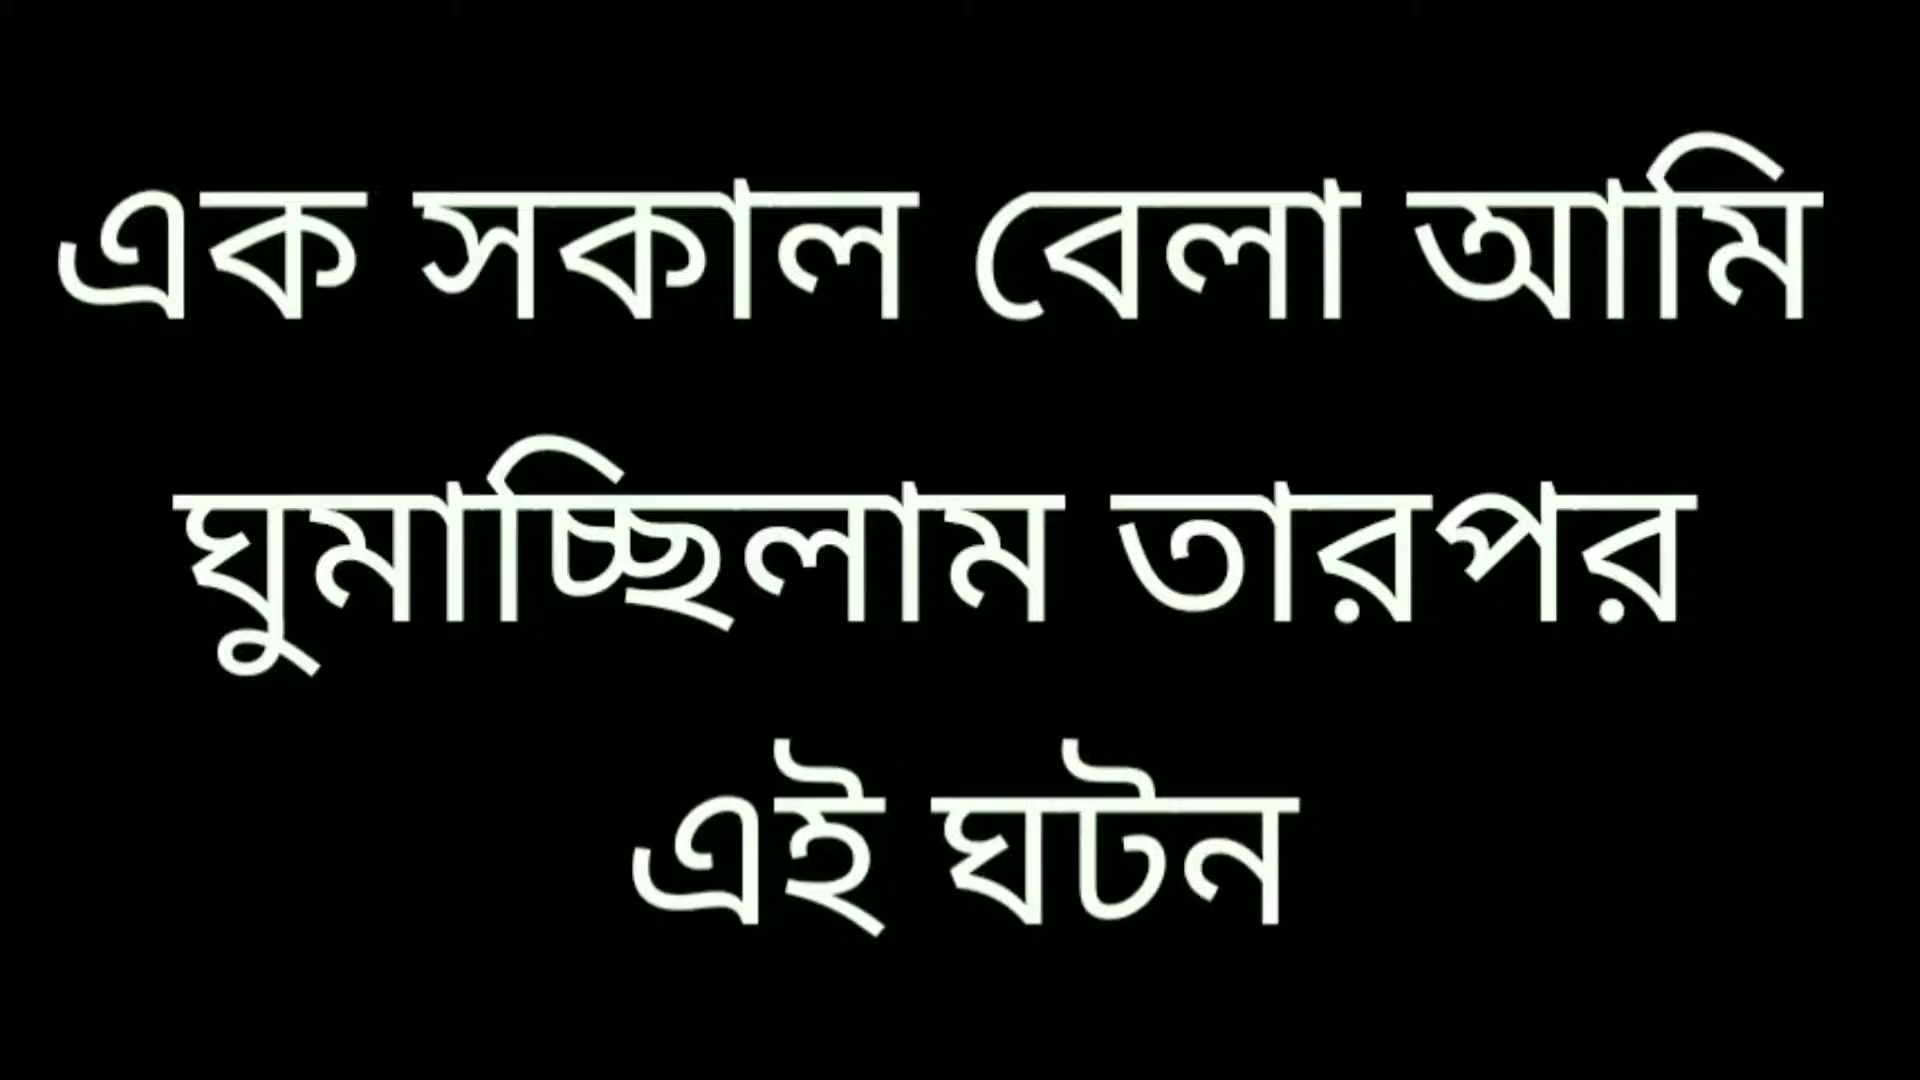 এক সকাল বেলা আমি
ঘুমাচ্ছিলাম তারপর
এই ঘটন